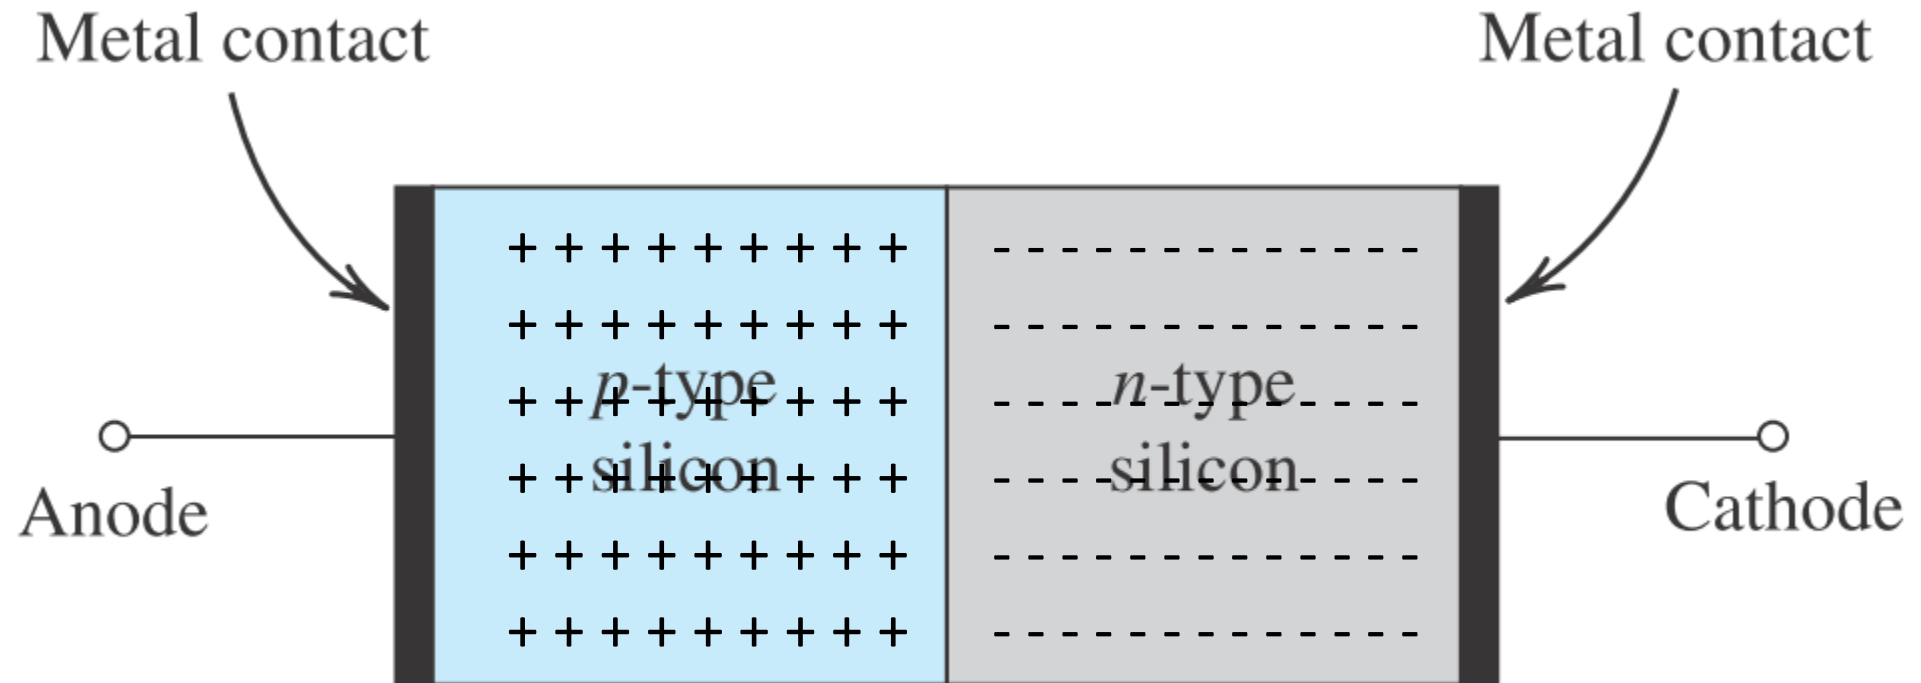 Metal contact
Metal contact
+ + + + + + + + +
- - - - - - - - - - - - -
+ + + + + + + + +
- - - - - - - - - - - - -
p-type
n-type
+ + + + + + + + +
- - - - - - - - - - - - -
silicon
silicon
+ + + + + + + + +
- - - - - - - - - - - - -
Anode
Cathode
+ + + + + + + + +
- - - - - - - - - - - - -
+ + + + + + + + +
- - - - - - - - - - - - -